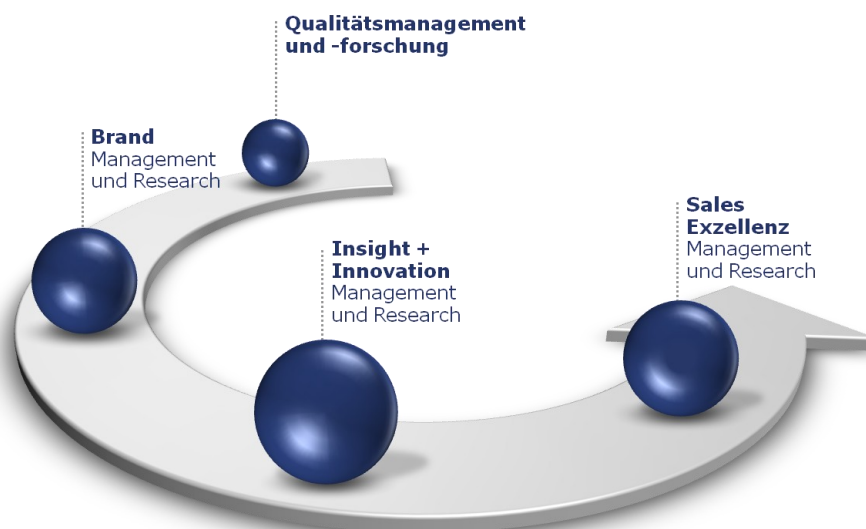 Qualitätsmanagement
und -forschung
Brand
Management
und Research
Insight +
Innovation
Management
und Research
Sales
Exzellenz
Management
und Research